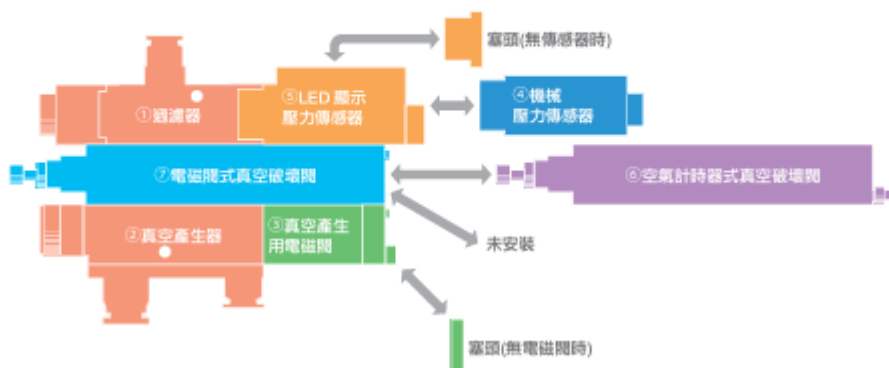 塞頭(無傳感器時)
①過濾器
⑤LED 顯示
壓力傳感器
④機械
壓力傳感器
⑦電磁閥式真空破壞閥
⑥空氣計時器式真空破壞閥
②真空產生器
③真空產生
用電磁閥
未安裝
塞頭(無電磁閥時)